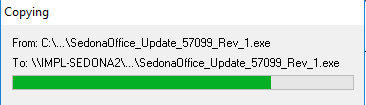 Copying
From: C:\...\SedonaOffice_Update_57099_Rev_1.exe
To: \\IMPL-SEDONA2\...\SedonaOffice_Update_57099_Rev_1.exe